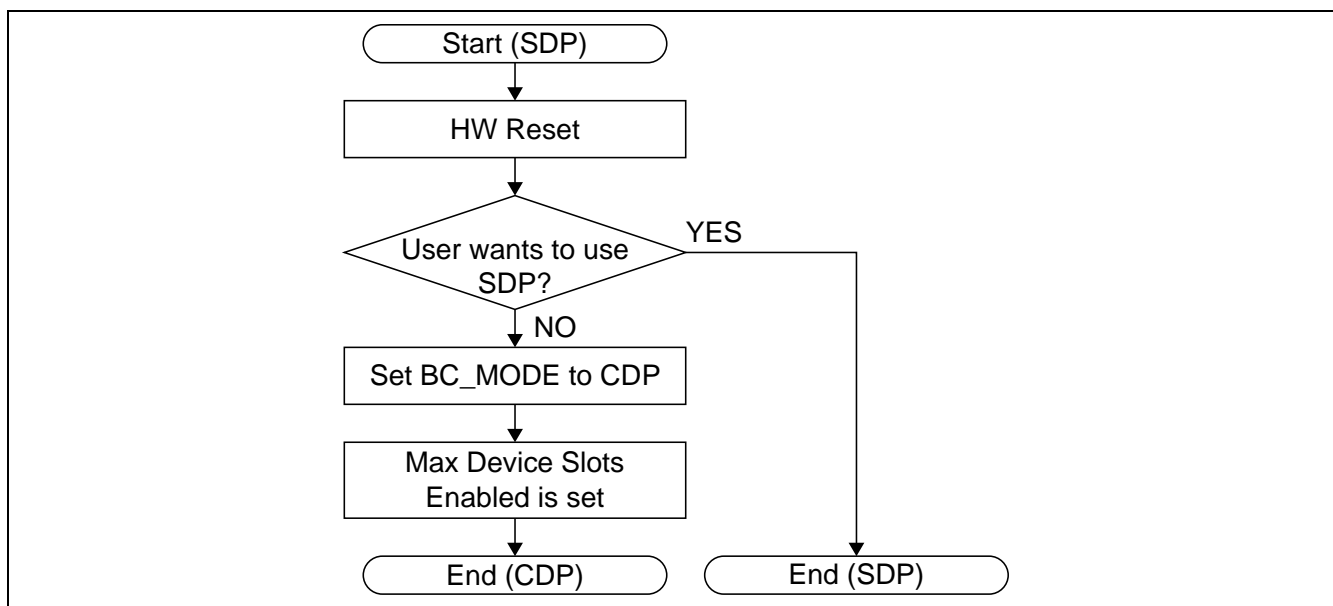 Start (SDP)
HW Reset
User wants to use
SDP?
YES
NO
Set BC_MODE to CDP
Max Device Slots
Enabled is set
End (CDP)
End (SDP)